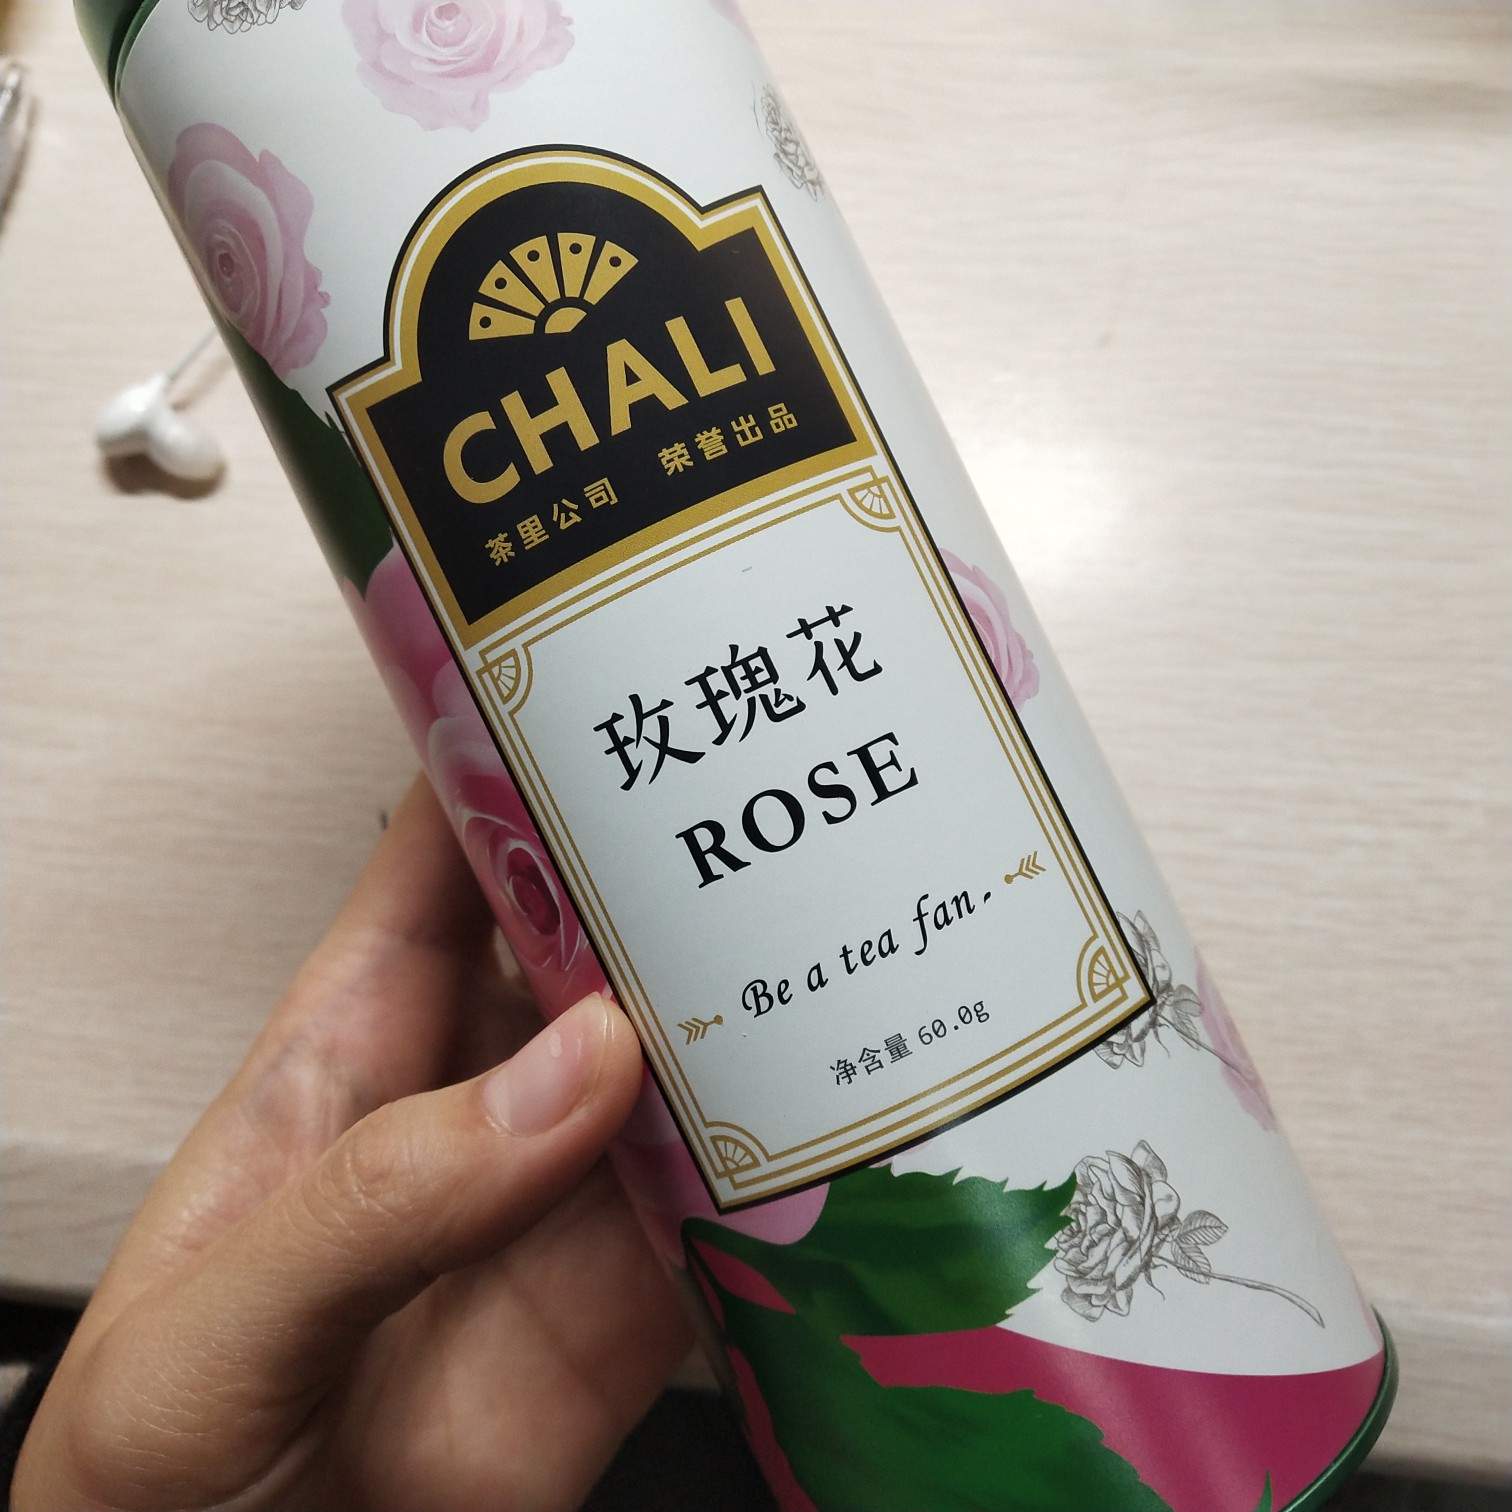 CHALI
茶里公司 荣誉出品
玫瑰花
ROSE
Be a tea fan.
净含量 60.0g